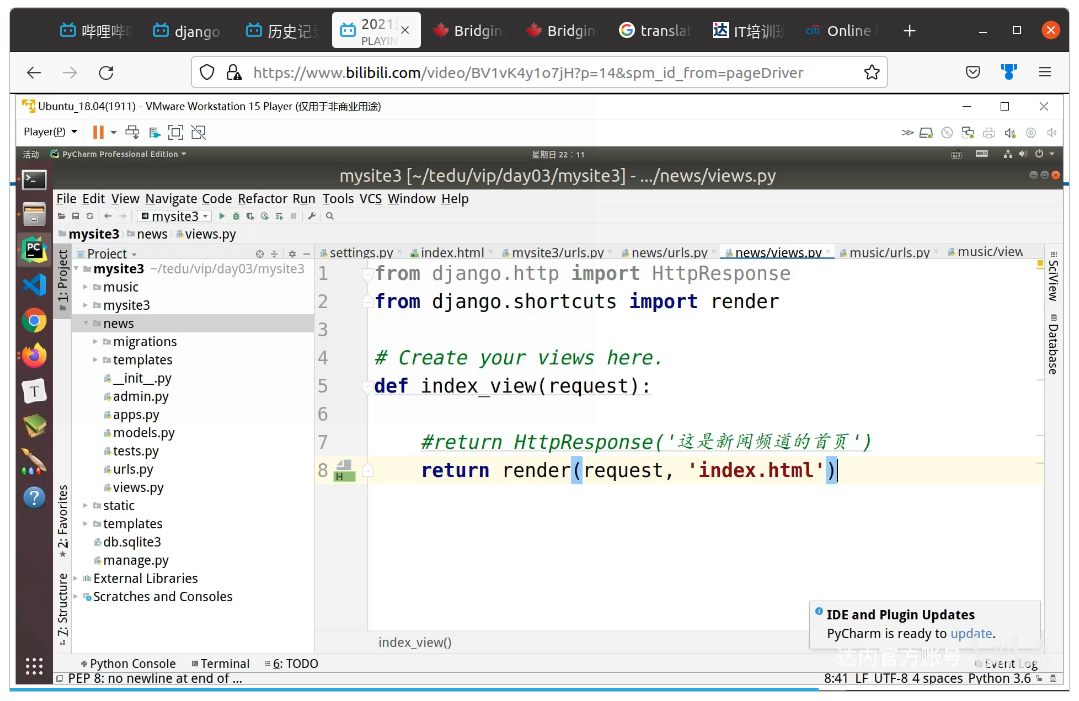 哔哩哔
django
历史记
2021
PLAYIN
Bridgin
Bridgin
translat
IT培训
Online
https://www.bilibili.com/video/BV1vK4y1o7jH?p=14&spm_id_from=pageDriver
Ubuntu_18.04(1911) - VMware Workstation 15 Player (仅用于非商业用途)
Player(P)
活动 PyCharm Professional Edition 星期日 22：11
mysite3 [~/tedu/vip/day03/mysite3] - .../news/views.py
File Edit View Navigate Code Refactor Run Tools VCS Window Help
mysite3
mysite3 news views.py
Project
settings.py index.html mysite3/urls.py news/urls.py news/views.py music/urls.py music/view
mysite3 ~/tedu/vip/day03/mysite3
music
mysite3
news
migrations
templates
__init__.py
admin.py
apps.py
models.py
tests.py
urls.py
views.py
static
templates
db.sqlite3
manage.py
External Libraries
Scratches and Consoles
1: Project
2: Favorites
Z: Structure
1 from django.http import HttpResponse
2 from django.shortcuts import render
3
4 # Create your views here.
5 def index_view(request):
6
7 #return HttpResponse('这是新闻频道的首页')
8 return render(request, 'index.html')
SciView
Database
IDE and Plugin Updates
PyCharm is ready to update.
index_view()
达内官方账号
Python Console Terminal 6: TODO Event Log
PEP 8: no newline at end of ... 8:41 LF UTF-8 4 spaces Python 3.6